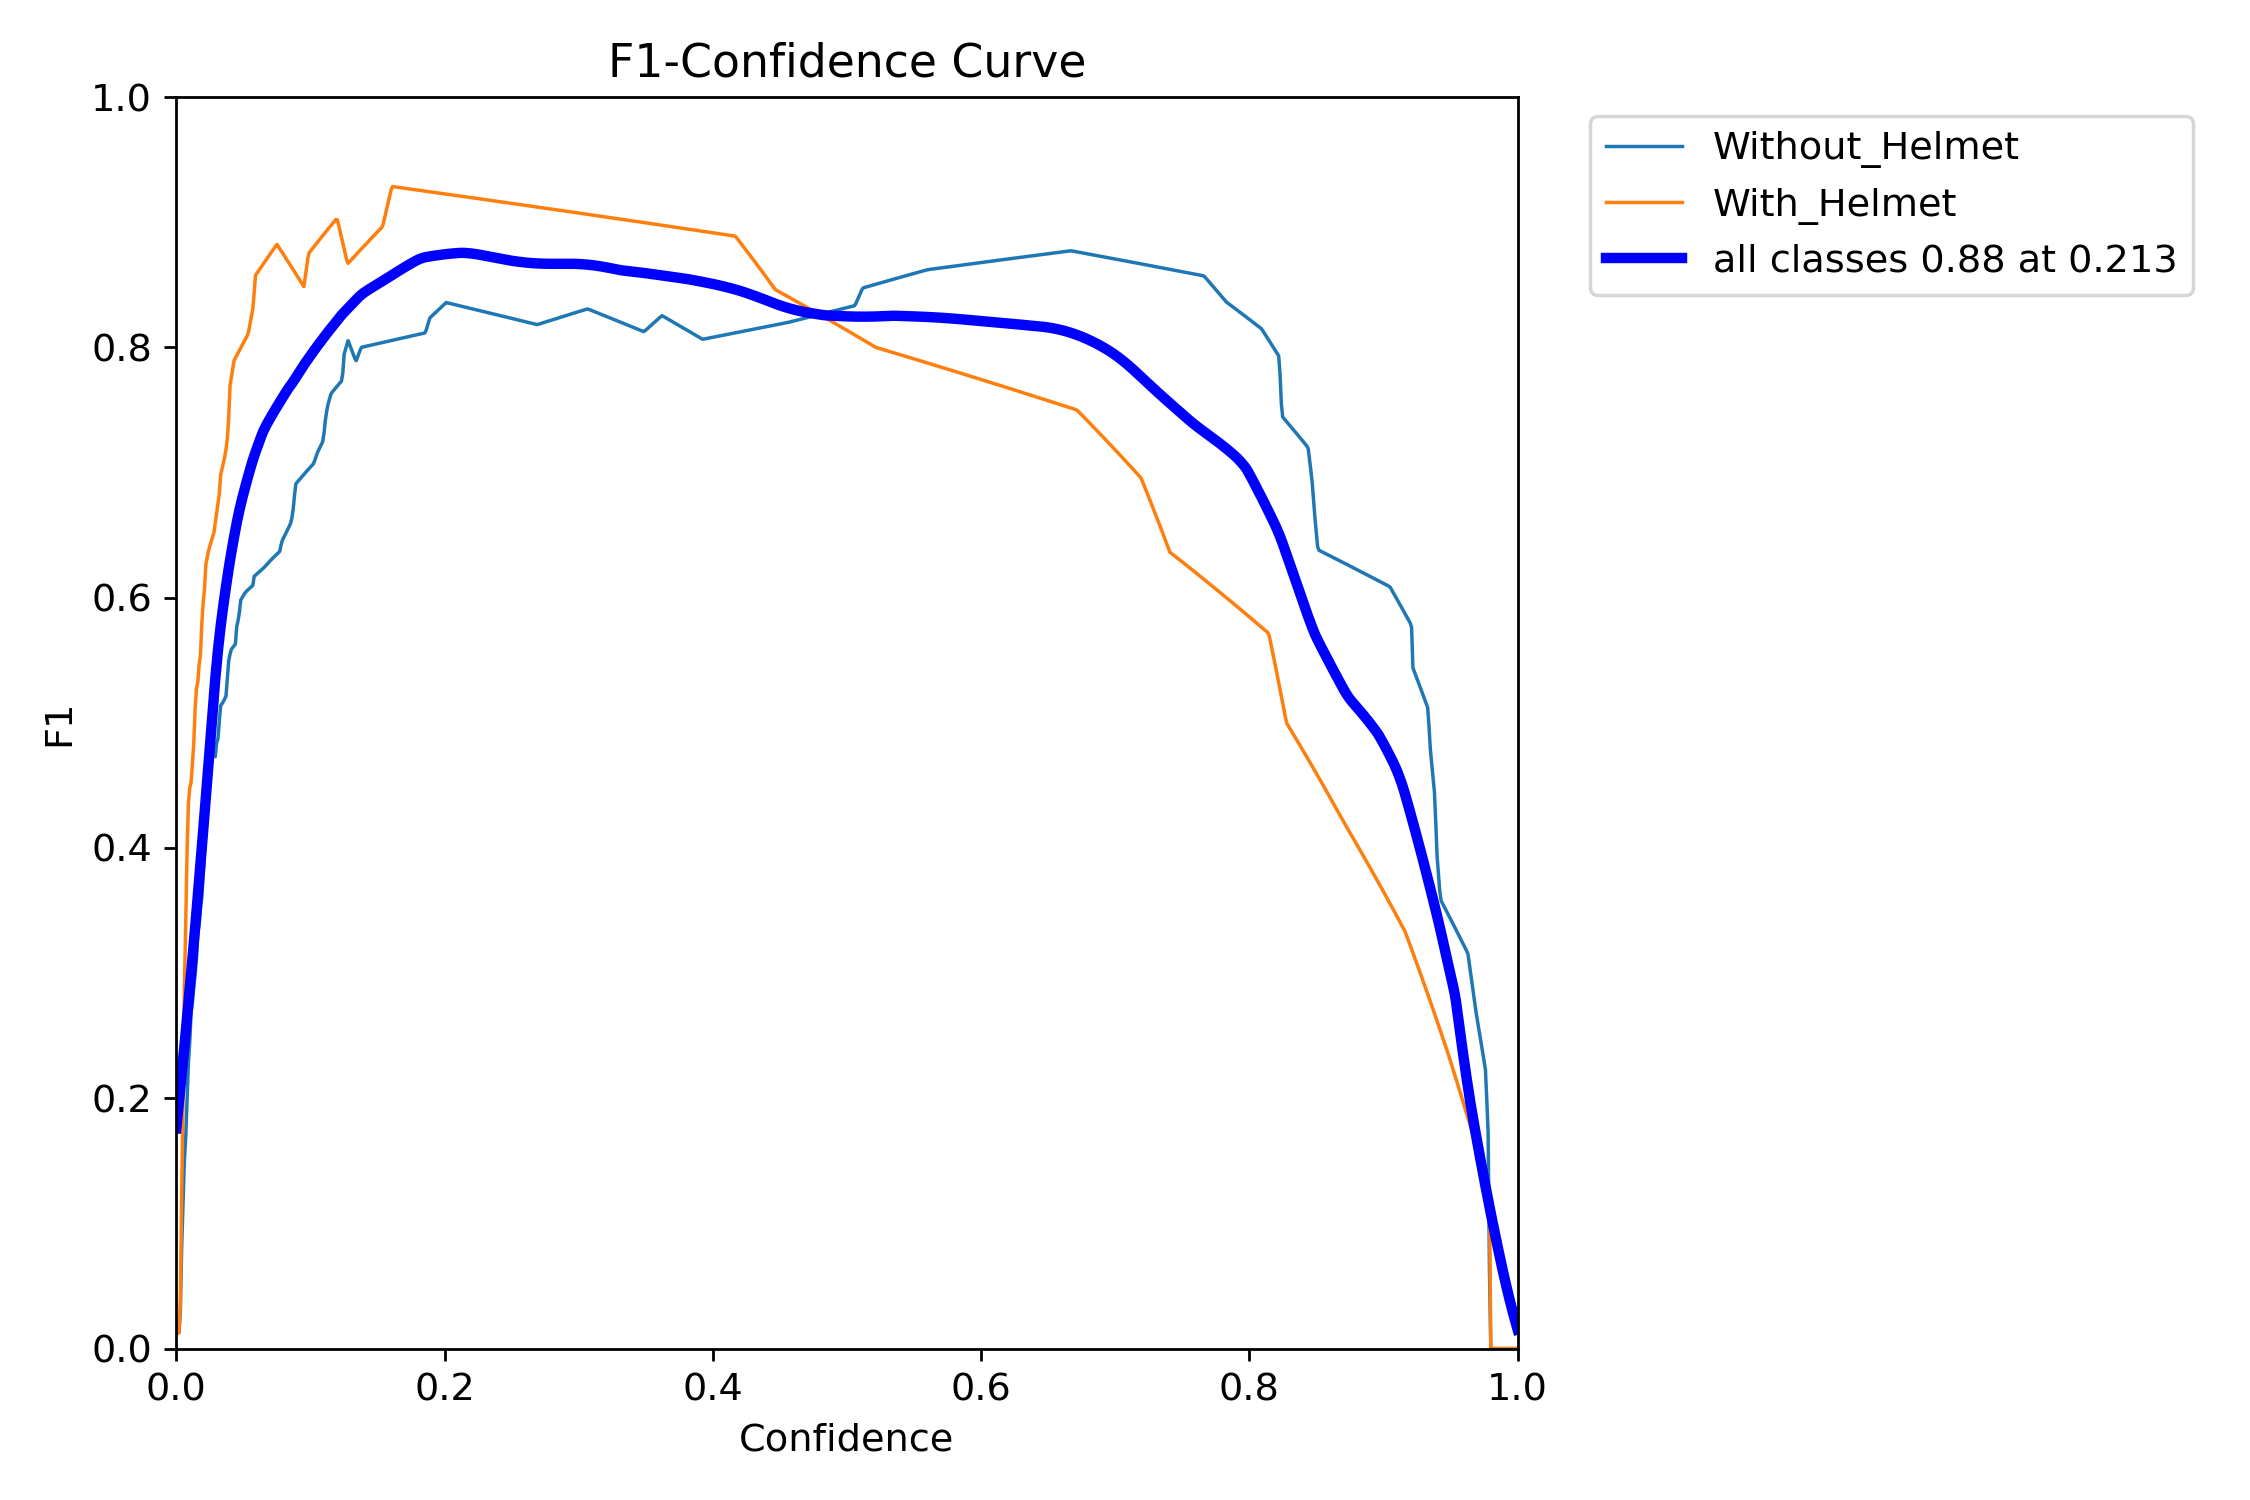 F1-Confidence Curve
1.0
0.8
0.6
0.4
0.2
0.0
F1
0.0 0.2 0.4 0.6 0.8 1.0
Confidence
Without_Helmet
With_Helmet
all classes 0.88 at 0.213